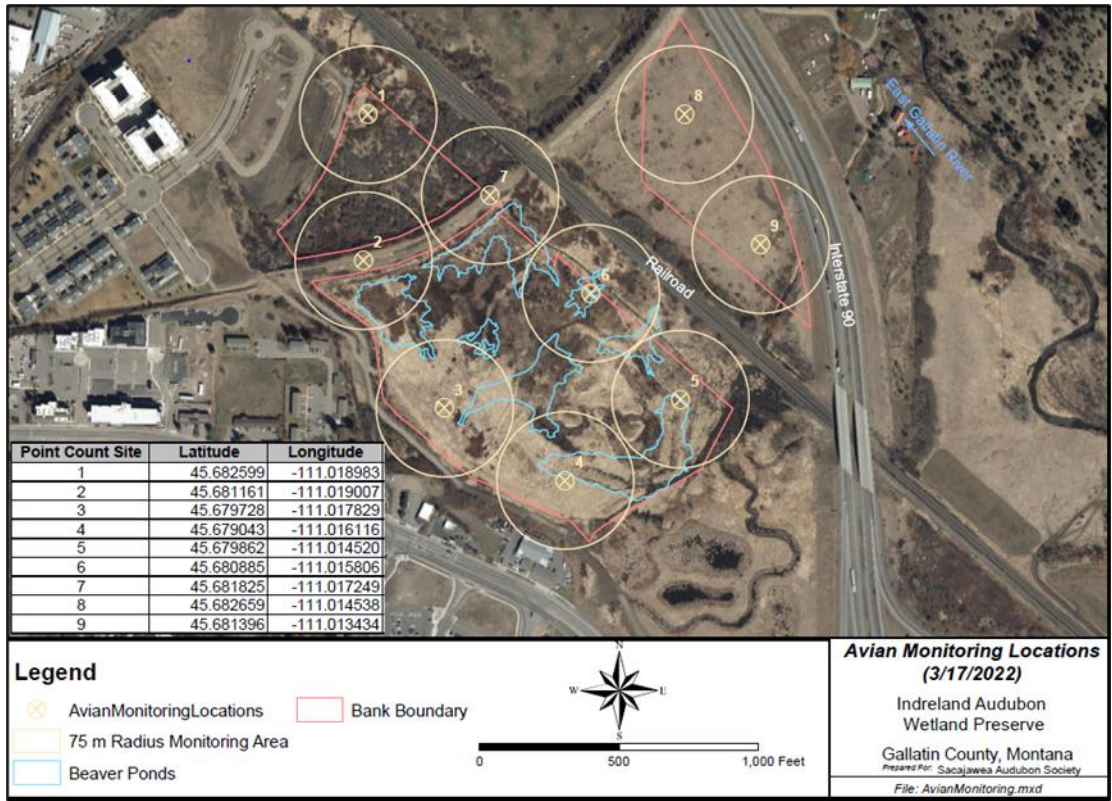 1
8
7
2
9
6
5
3
4
East Gallatin River
Railroad
Interstate 90
Point Count Site Latitude Longitude
1 45.682599 -111.018983
2 45.681161 -111.019007
3 45.679728 -111.017829
4 45.679043 -111.016116
5 45.679862 -111.014520
6 45.680885 -111.015806
7 45.681825 -111.017249
8 45.682659 -111.014538
9 45.681396 -111.013434
Legend
AvianMonitoringLocations
Bank Boundary
75 m Radius Monitoring Area
Beaver Ponds
N
W E
S
0 500 1,000 Feet
Avian Monitoring Locations
(3/17/2022)
Indreland Audubon
Wetland Preserve
Gallatin County, Montana
Prepared For: Sacajawea Audubon Society
File: AvianMonitoring.mxd